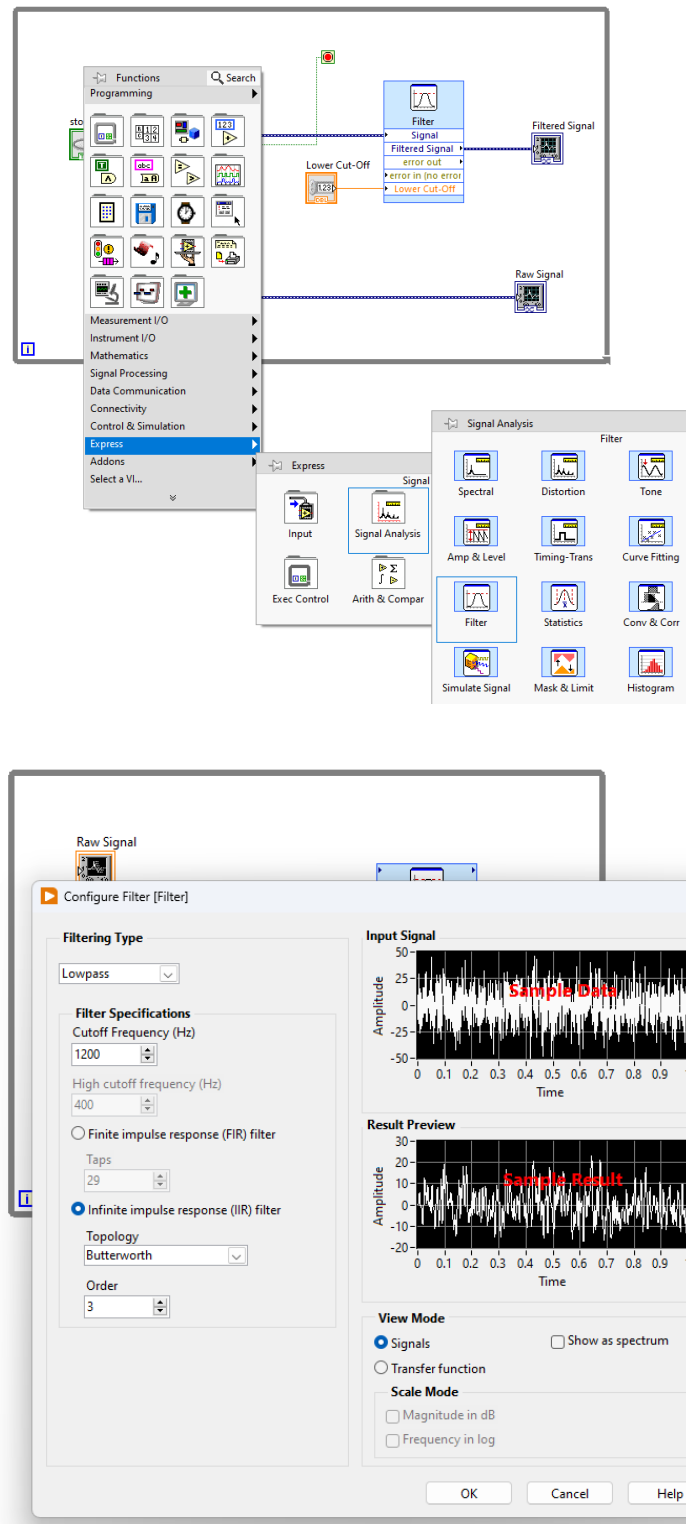 Functions
Search
Programming
sto
Filter
Signal
Filtered Signal
error out
error in (no error
Lower Cut-Off
Lower Cut-Off
Filtered Signal
Raw Signal
i
Measurement I/O
Instrument I/O
Mathematics
Signal Processing
Data Communication
Connectivity
Control & Simulation
Express
Addons
Select a VI...
Express
Signal
Input
Signal Analysis
Exec Control
Arith & Compar
Signal Analysis
Filter
Spectral
Distortion
Tone
Amp & Level
Timing-Trans
Curve Fitting
Filter
Statistics
Conv & Corr
Simulate Signal
Mask & Limit
Histogram
Raw Signal
i
Configure Filter [Filter]
Filtering Type
Lowpass
Filter Specifications
Cutoff Frequency (Hz)
1200
High cutoff frequency (Hz)
400
Finite impulse response (FIR) filter
Taps
29
Infinite impulse response (IIR) filter
Topology
Butterworth
Order
3
Input Signal
50
25
0
-25
-50
Amplitude
Sample Data
0 0.1 0.2 0.3 0.4 0.5 0.6 0.7 0.8 0.9
Time
Result Preview
30
20
10
0
-10
-20
Amplitude
Sample Result
0 0.1 0.2 0.3 0.4 0.5 0.6 0.7 0.8 0.9
Time
View Mode
Signals
Show as spectrum
Transfer function
Scale Mode
Magnitude in dB
Frequency in log
OK
Cancel
Help